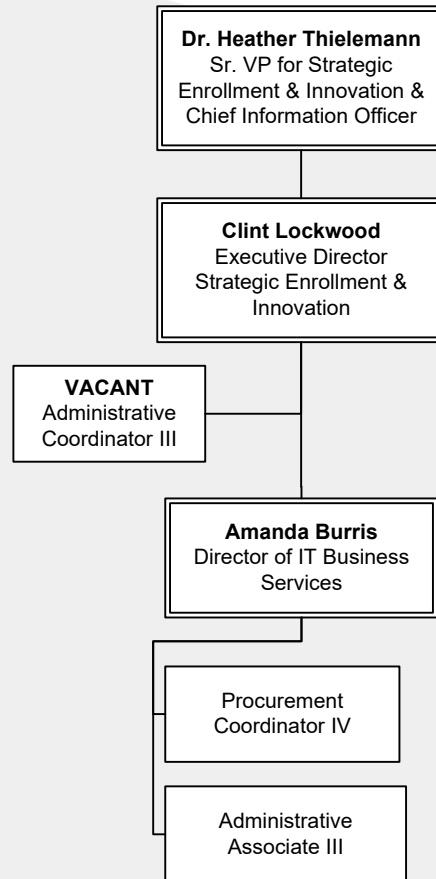 Dr. Heather Thielemann
Sr. VP for Strategic
Enrollment & Innovation &
Chief Information Officer
Clint Lockwood
Executive Director
Strategic Enrollment &
Innovation
VACANT
Administrative
Coordinator III
Amanda Burris
Director of IT Business
Services
Procurement
Coordinator IV
Administrative
Associate III